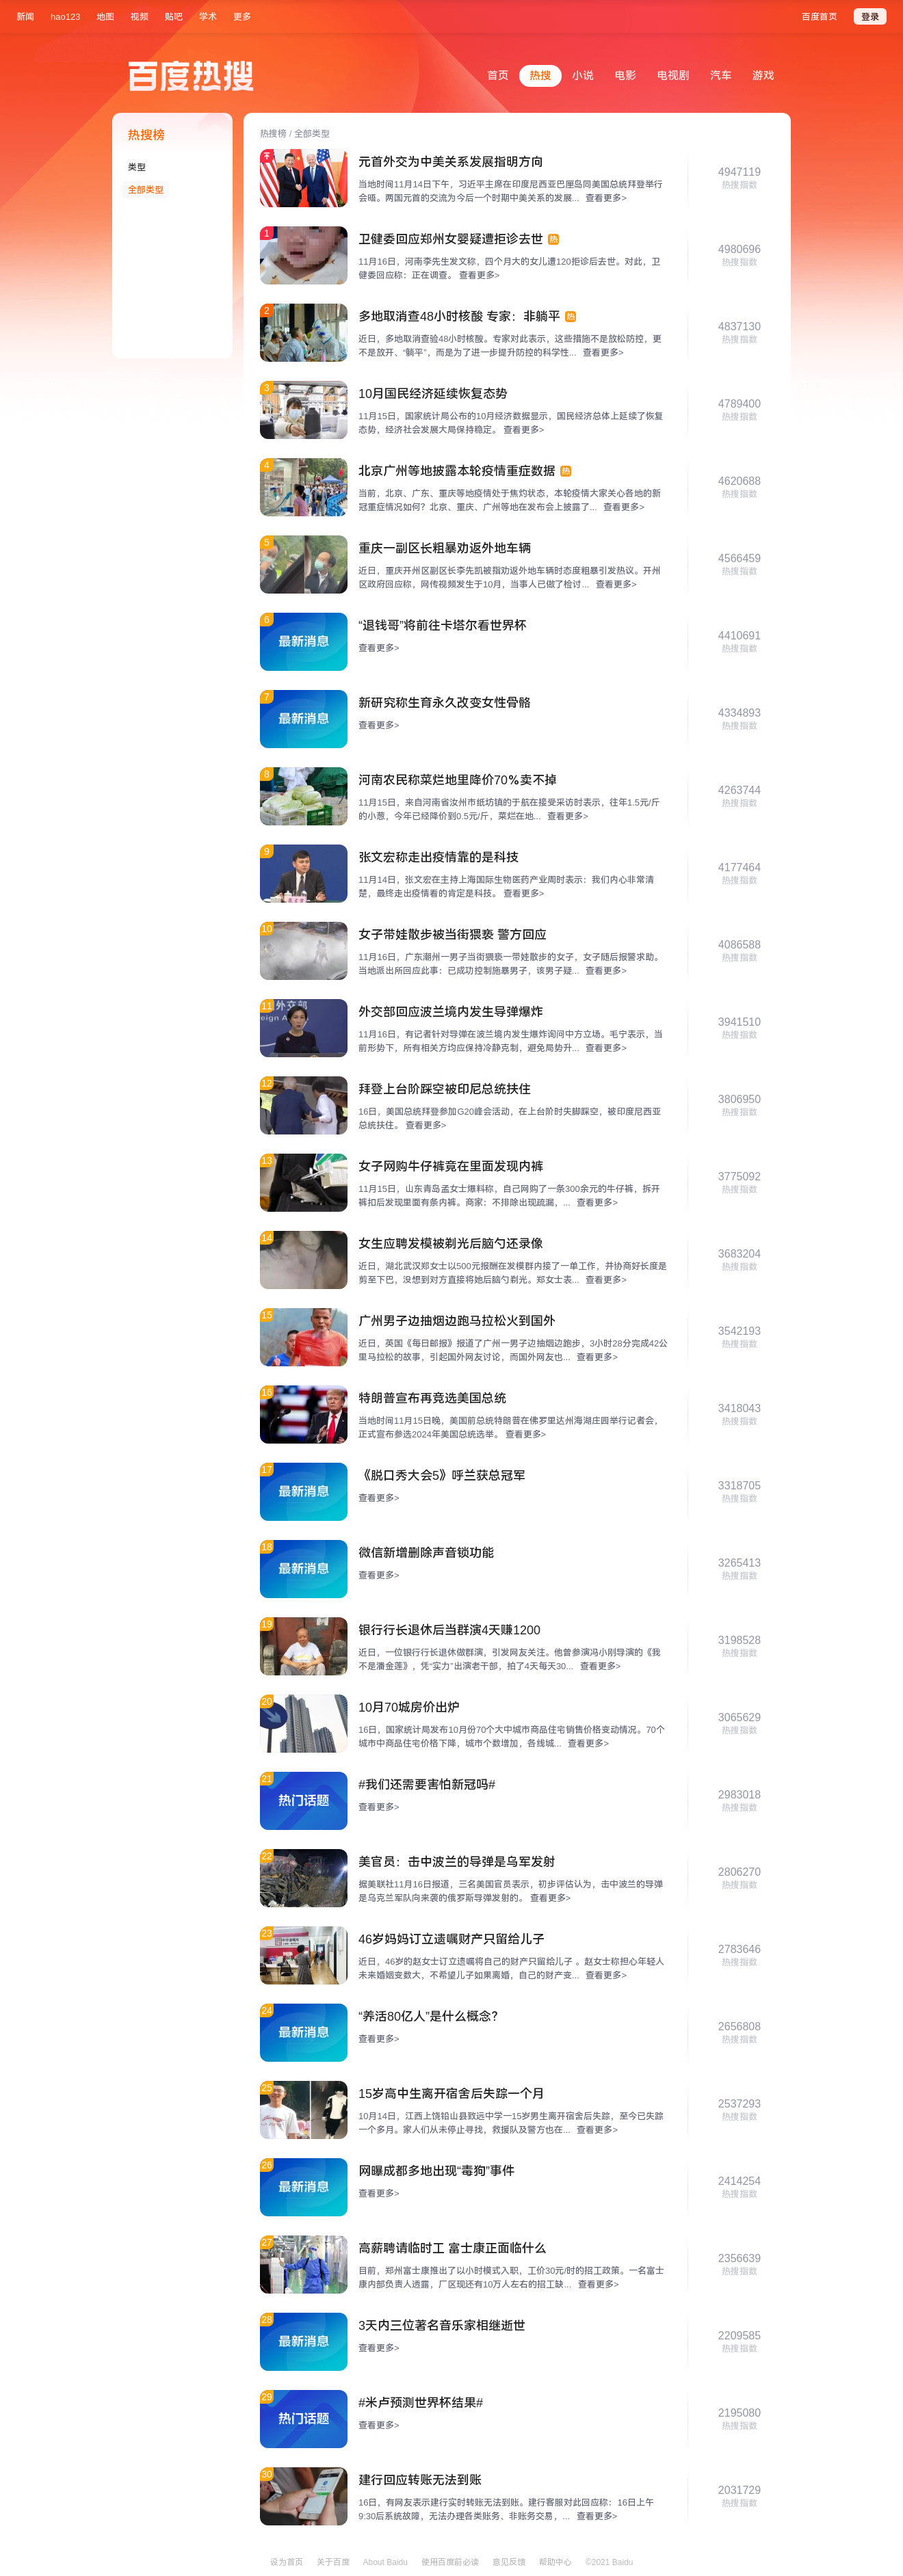 新闻 hao123 地图 视频 贴吧 学术 更多 百度首页 登录
百度热搜
首页 热搜 小说 电影 电视剧 汽车 游戏
热搜榜
类型
全部类型
热搜榜 / 全部类型
元首外交为中美关系发展指明方向
当地时间11月14日下午，习近平主席在印度尼西亚巴厘岛同美国总统拜登举行
会晤。两国元首的交流为今后一个时期中美关系的发展... 查看更多>
4947119
热搜指数
1
卫健委回应郑州女婴疑遭拒诊去世 热
11月16日，河南李先生发文称，四个月大的女儿遭120拒诊后去世。对此，卫
健委回应称：正在调查。 查看更多>
4980696
热搜指数
2
多地取消查48小时核酸 专家：非躺平 热
近日，多地取消查验48小时核酸。专家对此表示，这些措施不是放松防控，更
不是放开、“躺平”，而是为了进一步提升防控的科学性... 查看更多>
4837130
热搜指数
3
10月国民经济延续恢复态势
11月15日，国家统计局公布的10月经济数据显示，国民经济总体上延续了恢复
态势，经济社会发展大局保持稳定。 查看更多>
4789400
热搜指数
4
北京广州等地披露本轮疫情重症数据 热
当前，北京、广东、重庆等地疫情处于焦灼状态，本轮疫情大家关心各地的新
冠重症情况如何？北京、重庆、广州等地在发布会上披露了... 查看更多>
4620688
热搜指数
5
重庆一副区长粗暴劝返外地车辆
近日，重庆开州区副区长李先凯被指劝返外地车辆时态度粗暴引发热议。开州
区政府回应称，网传视频发生于10月，当事人已做了检讨... 查看更多>
4566459
热搜指数
6
最新消息
“退钱哥”将前往卡塔尔看世界杯
查看更多>
4410691
热搜指数
7
最新消息
新研究称生育永久改变女性骨骼
查看更多>
4334893
热搜指数
8
河南农民称菜烂地里降价70%卖不掉
11月15日，来自河南省汝州市纸坊镇的于航在接受采访时表示，往年1.5元/斤
的小葱，今年已经降价到0.5元/斤，菜烂在地... 查看更多>
4263744
热搜指数
9
张文宏称走出疫情靠的是科技
11月14日，张文宏在主持上海国际生物医药产业周时表示：我们内心非常清
楚，最终走出疫情看的肯定是科技。 查看更多>
4177464
热搜指数
10
女子带娃散步被当街猥亵 警方回应
11月16日，广东潮州一男子当街猥亵一带娃散步的女子，女子随后报警求助。
当地派出所回应此事：已成功控制施暴男子，该男子疑... 查看更多>
4086588
热搜指数
11
外交部回应波兰境内发生导弹爆炸
11月16日，有记者针对导弹在波兰境内发生爆炸询问中方立场。毛宁表示，当
前形势下，所有相关方均应保持冷静克制，避免局势升... 查看更多>
3941510
热搜指数
12
拜登上台阶踩空被印尼总统扶住
16日，美国总统拜登参加G20峰会活动，在上台阶时失脚踩空，被印度尼西亚
总统扶住。 查看更多>
3806950
热搜指数
13
女子网购牛仔裤竟在里面发现内裤
11月15日，山东青岛孟女士爆料称，自己网购了一条300余元的牛仔裤，拆开
裤扣后发现里面有条内裤。商家：不排除出现疏漏，... 查看更多>
3775092
热搜指数
14
女生应聘发模被剃光后脑勺还录像
近日，湖北武汉郑女士以500元报酬在发模群内接了一单工作，并协商好长度是
剪至下巴，没想到对方直接将她后脑勺剃光。郑女士表... 查看更多>
3683204
热搜指数
15
广州男子边抽烟边跑马拉松火到国外
近日，英国《每日邮报》报道了广州一男子边抽烟边跑步，3小时28分完成42公
里马拉松的故事，引起国外网友讨论，而国外网友也... 查看更多>
3542193
热搜指数
16
特朗普宣布再竞选美国总统
当地时间11月15日晚，美国前总统特朗普在佛罗里达州海湖庄园举行记者会，
正式宣布参选2024年美国总统选举。 查看更多>
3418043
热搜指数
17
最新消息
《脱口秀大会5》呼兰获总冠军
查看更多>
3318705
热搜指数
18
最新消息
微信新增删除声音锁功能
查看更多>
3265413
热搜指数
19
银行行长退休后当群演4天赚1200
近日，一位银行行长退休做群演，引发网友关注。他曾参演冯小刚导演的《我
不是潘金莲》，凭“实力”出演老干部，拍了4天每天30... 查看更多>
3198528
热搜指数
20
10月70城房价出炉
16日，国家统计局发布10月份70个大中城市商品住宅销售价格变动情况。70个
城市中商品住宅价格下降，城市个数增加，各线城... 查看更多>
3065629
热搜指数
21
热门话题
#我们还需要害怕新冠吗#
查看更多>
2983018
热搜指数
22
美官员：击中波兰的导弹是乌军发射
据美联社11月16日报道，三名美国官员表示，初步评估认为，击中波兰的导弹
是乌克兰军队向来袭的俄罗斯导弹发射的。 查看更多>
2806270
热搜指数
23
46岁妈妈订立遗嘱财产只留给儿子
近日，46岁的赵女士订立遗嘱将自己的财产只留给儿子 。赵女士称担心年轻人
未来婚姻变数大，不希望儿子如果离婚，自己的财产变... 查看更多>
2783646
热搜指数
24
最新消息
“养活80亿人”是什么概念？
查看更多>
2656808
热搜指数
25
15岁高中生离开宿舍后失踪一个月
10月14日，江西上饶铅山县致远中学一15岁男生离开宿舍后失踪，至今已失踪
一个多月。家人们从未停止寻找，救援队及警方也在... 查看更多>
2537293
热搜指数
26
最新消息
网曝成都多地出现“毒狗”事件
查看更多>
2414254
热搜指数
27
高薪聘请临时工 富士康正面临什么
目前，郑州富士康推出了以小时模式入职，工价30元/时的招工政策。一名富士
康内部负责人透露，厂区现还有10万人左右的招工缺... 查看更多>
2356639
热搜指数
28
最新消息
3天内三位著名音乐家相继逝世
查看更多>
2209585
热搜指数
29
热门话题
#米卢预测世界杯结果#
查看更多>
2195080
热搜指数
30
建行回应转账无法到账
16日，有网友表示建行实时转账无法到账。建行客服对此回应称：16日上午
9:30后系统故障，无法办理各类账务、非账务交易，... 查看更多>
2031729
热搜指数
设为首页 关于百度 About Baidu 使用百度前必读 意见反馈 帮助中心 ©2021 Baidu